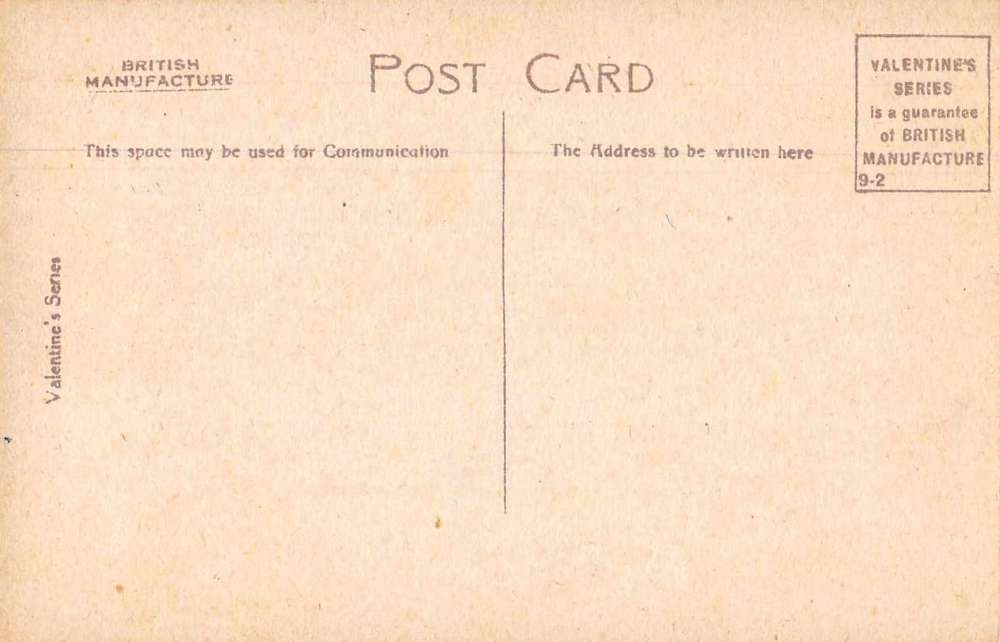 BRITISH
MANUFACTURE
POST CARD
VALENTINE'S
SERIES
is a guarantee
of BRITISH
MANUFACTURE
9-2
This space may be used for Communication
The Address to be written here
Valentine's Series